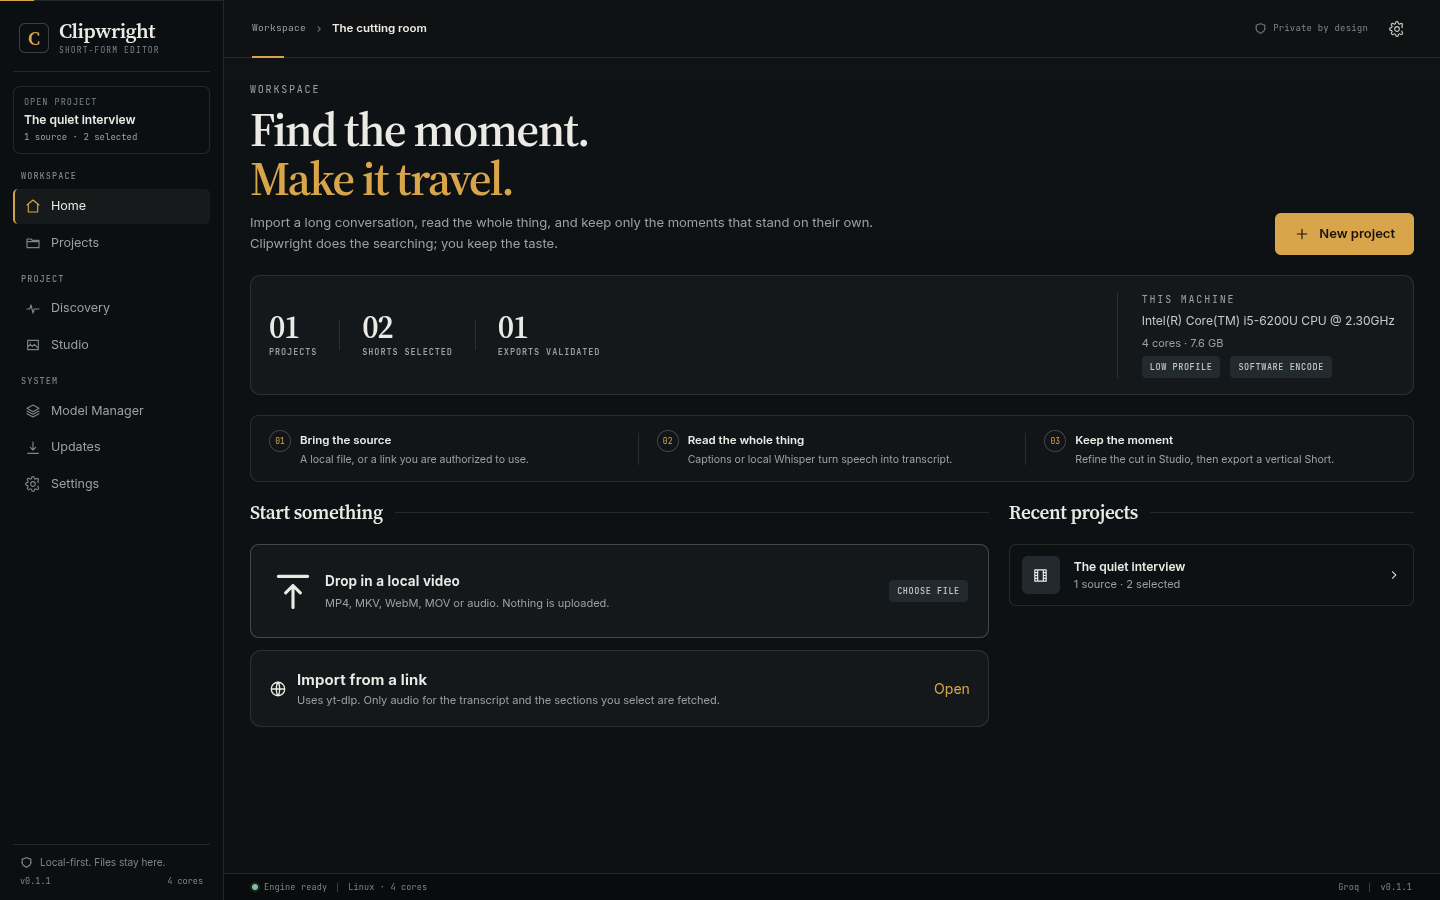 C
Clipwright
SHORT-FORM EDITOR
OPEN PROJECT
The quiet interview
1 source · 2 selected
WORKSPACE
Home
Projects
PROJECT
Discovery
Studio
SYSTEM
Model Manager
Updates
Settings
Local-first. Files stay here.
v0.1.1 4 cores
Workspace > The cutting room
Private by design
WORKSPACE
Find the moment.
Make it travel.
Import a long conversation, read the whole thing, and keep only the moments that stand on their own.
Clipwright does the searching; you keep the taste.
New project
01
PROJECTS
02
SHORTS SELECTED
01
EXPORTS VALIDATED
THIS MACHINE
Intel(R) Core(TM) i5-6200U CPU @ 2.30GHz
4 cores · 7.6 GB
LOW PROFILE SOFTWARE ENCODE
01 Bring the source
A local file, or a link you are authorized to use.
02 Read the whole thing
Captions or local Whisper turn speech into transcript.
03 Keep the moment
Refine the cut in Studio, then export a vertical Short.
Start something
Drop in a local video
MP4, MKV, WebM, MOV or audio. Nothing is uploaded.
CHOOSE FILE
Import from a link
Uses yt-dlp. Only audio for the transcript and the sections you select are fetched.
Open
Recent projects
The quiet interview
1 source · 2 selected
Engine ready | Linux · 4 cores
Groq | v0.1.1